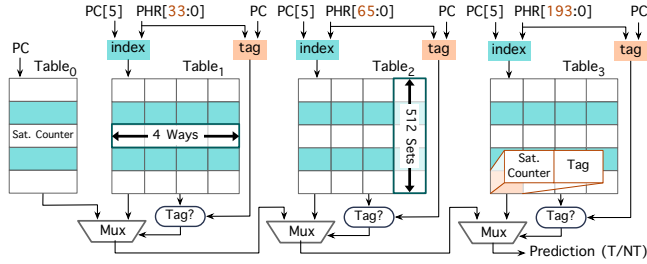 PC[5] PHR[33:0] PC
PC[5] PHR[65:0] PC
PC[5] PHR[193:0] PC
PC index tag
index tag
index tag
Table0
Table1
Table2
Table3
Sat. Counter
4 Ways
512 Sets
Sat. Counter
Tag
Tag?
Tag?
Tag?
Mux
Mux
Mux
Prediction (T/NT)